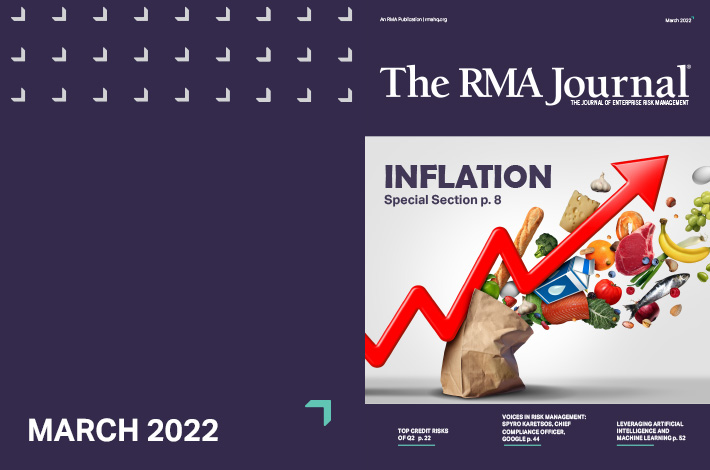 An RMA Publication | rmahq.org
March 2022
The RMA Journal®
THE JOURNAL OF ENTERPRISE RISK MANAGEMENT
INFLATION
Special Section p. 8
MARCH 2022
TOP CREDIT RISKS
OF Q2 p. 22
VOICES IN RISK MANAGEMENT:
SPYRO KARETSOS, CHIEF
COMPLIANCE OFFICER,
GOOGLE p. 44
LEVERAGING ARTIFICIAL
INTELLIGENCE AND
MACHINE LEARNING p. 52